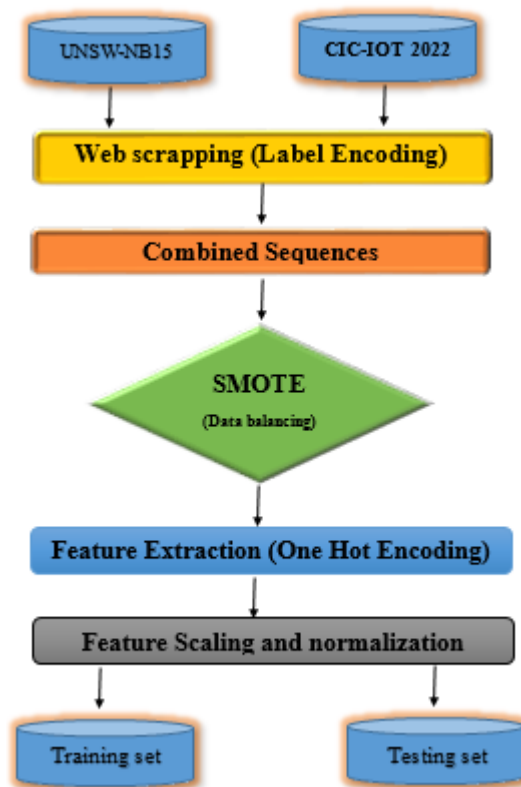 UNSW-NB15
CIC-IOT 2022
Web scrapping (Label Encoding)
Combined Sequences
SMOTE
(Data balancing)
Feature Extraction (One Hot Encoding)
Feature Scaling and normalization
Training set
Testing set